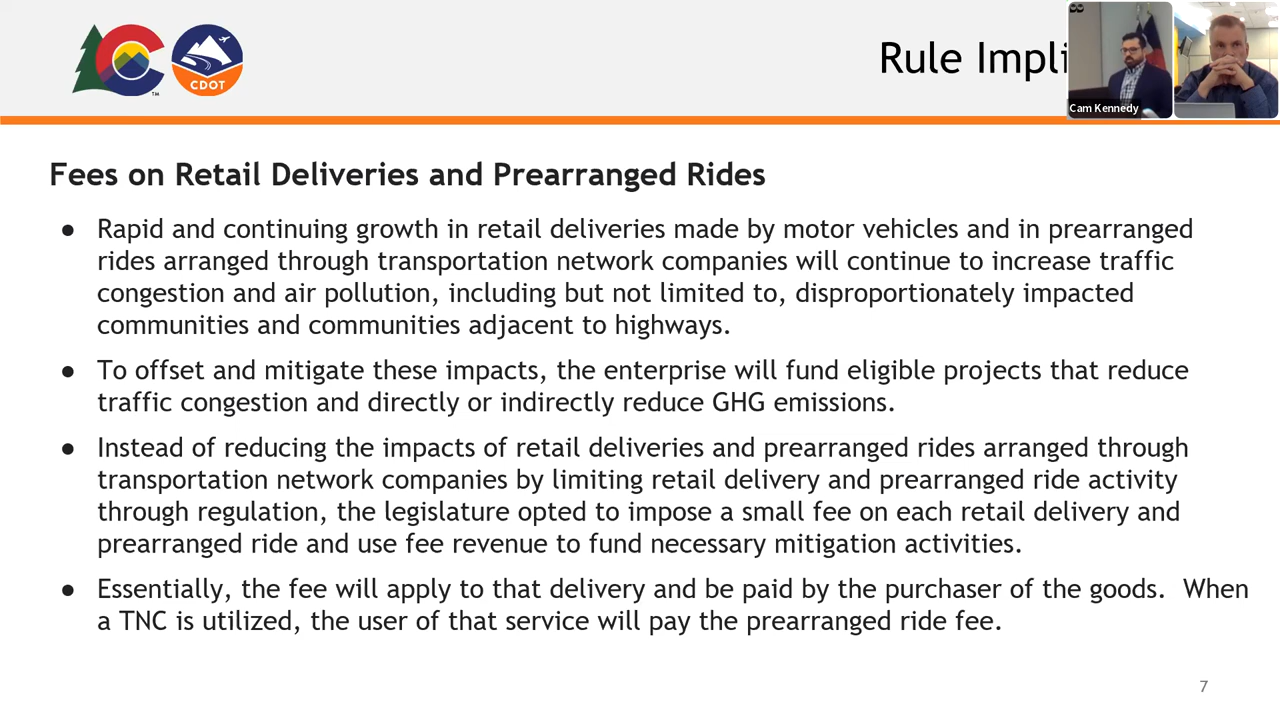 CDOT
TM
Rule Impli
Cam Kennedy
Fees on Retail Deliveries and Prearranged Rides
● Rapid and continuing growth in retail deliveries made by motor vehicles and in prearranged
rides arranged through transportation network companies will continue to increase traffic
congestion and air pollution, including but not limited to, disproportionately impacted
communities and communities adjacent to highways.
● To offset and mitigate these impacts, the enterprise will fund eligible projects that reduce
traffic congestion and directly or indirectly reduce GHG emissions.
● Instead of reducing the impacts of retail deliveries and prearranged rides arranged through
transportation network companies by limiting retail delivery and prearranged ride activity
through regulation, the legislature opted to impose a small fee on each retail delivery and
prearranged ride and use fee revenue to fund necessary mitigation activities.
● Essentially, the fee will apply to that delivery and be paid by the purchaser of the goods.  When
a TNC is utilized, the user of that service will pay the prearranged ride fee.
7